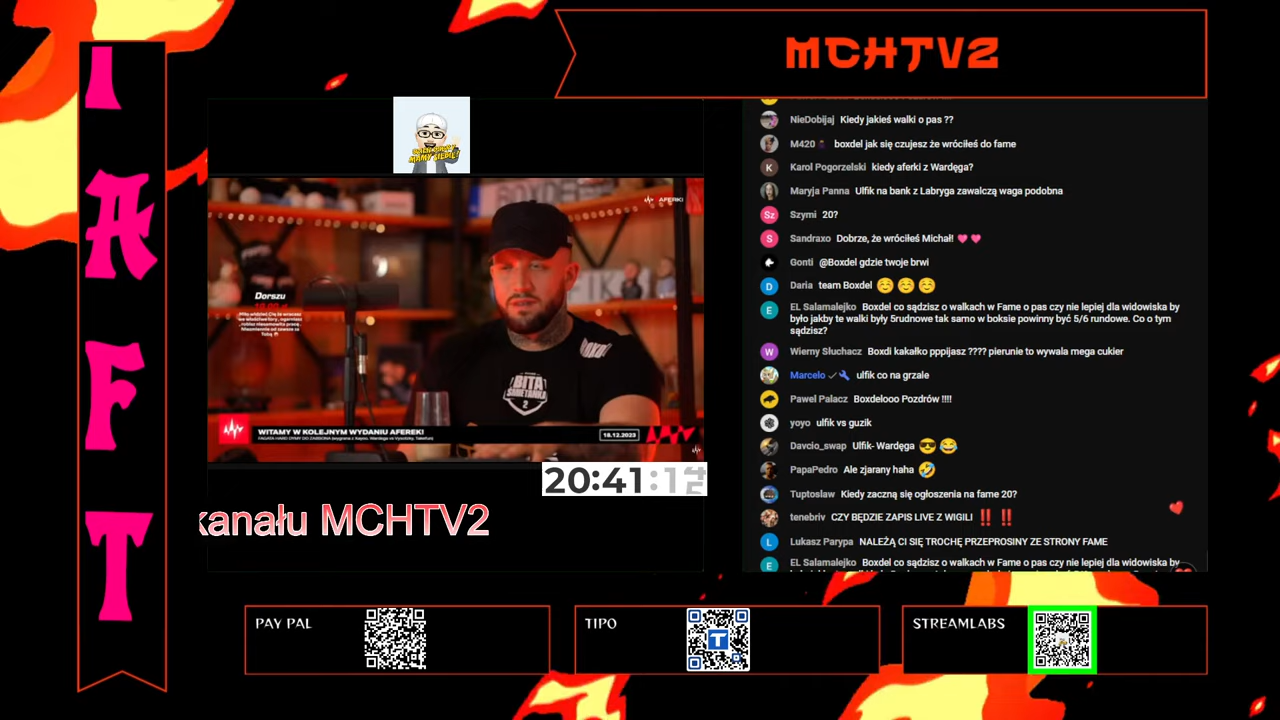 MCHTV2
T
A
F
T
MAMY CIEBIE!
NieDobijaj Kiedy jakieś walki o pas ??
M420 boxdel jak się czujesz że wróciłeś do fame
K Karol Pogorzelski kiedy aferki z Wardęga?
Maryja Panna Ulfik na bank z Labryga zawalczą waga podobna
Sz Szymi 20?
S Sandraxo Dobrze, że wróciłeś Michał! 💗 💗
Gonti @Boxdel gdzie twoje brwi
D Daria team Boxdel ☺️ ☺️ ☺️
E EL Salamalejko Boxdel co sądzisz o walkach w Fame o pas czy nie lepiej dla widowiska by
było jakby te walki były 5rudnowe tak samo w boksie powinny być 5/6 rundowe. Co o tym
sądzisz?
W Wierny Słuchacz Boxdi kakałko pppijasz ???? pierunie to wywala mega cukier
Marcelo ✓ 🔧 ulfik co na grzale
Paweł Palacz Boxdelooo Pozdrów !!!!
yoyo ulfik vs guzik
Davcio_swap Ulfik- Wardęga 😎 😂
PapaPedro Ale zjarany haha 🤣
Tuptoslaw Kiedy zaczną się ogłoszenia na fame 20?
tenebriv CZY BĘDZIE ZAPIS LIVE Z WIGILI ‼️ ‼️
L Lukasz Parypa NALEŻĄ CI SIĘ TROCHĘ PRZEPROSINY ZE STRONY FAME
E EL Salamalejko Boxdel co sądzisz o walkach w Fame o pas czy nie lepiej dla widowiska by
AFERKI
Dorszu
BITA
ŚMIETANKA
2
WITAMY W KOLEJNYM WYDANIU AFEREK!
18.12.2023
20:41
kanału MCHTV2
PAY PAL
TIPO
T
STREAMLABS